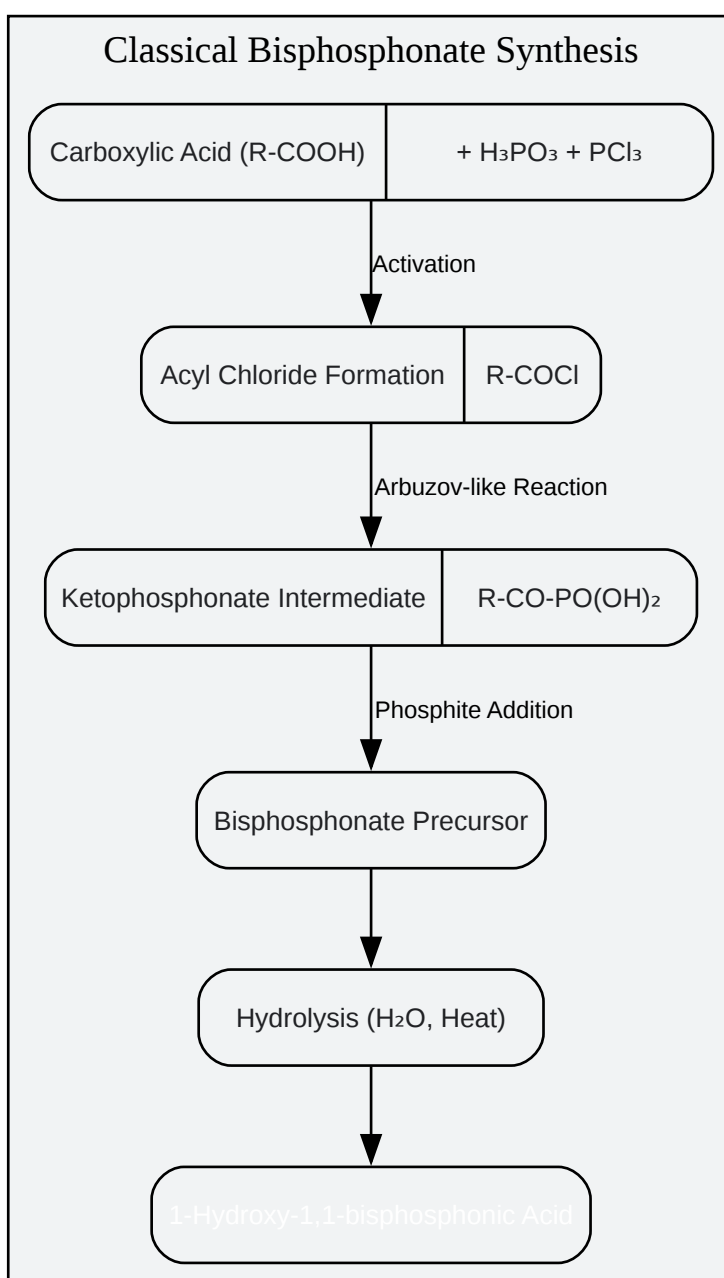 Classical Bisphosphonate Synthesis
Carboxylic Acid (R-COOH)
+ H₃PO₃ + PCl₃
Activation
Acyl Chloride Formation
R-COCl
Arbuzov-like Reaction
Ketophosphonate Intermediate
R-CO-PO(OH)₂
Phosphite Addition
Bisphosphonate Precursor
Hydrolysis (H₂O, Heat)
1-Hydroxy-1,1-bisphosphonic Acid